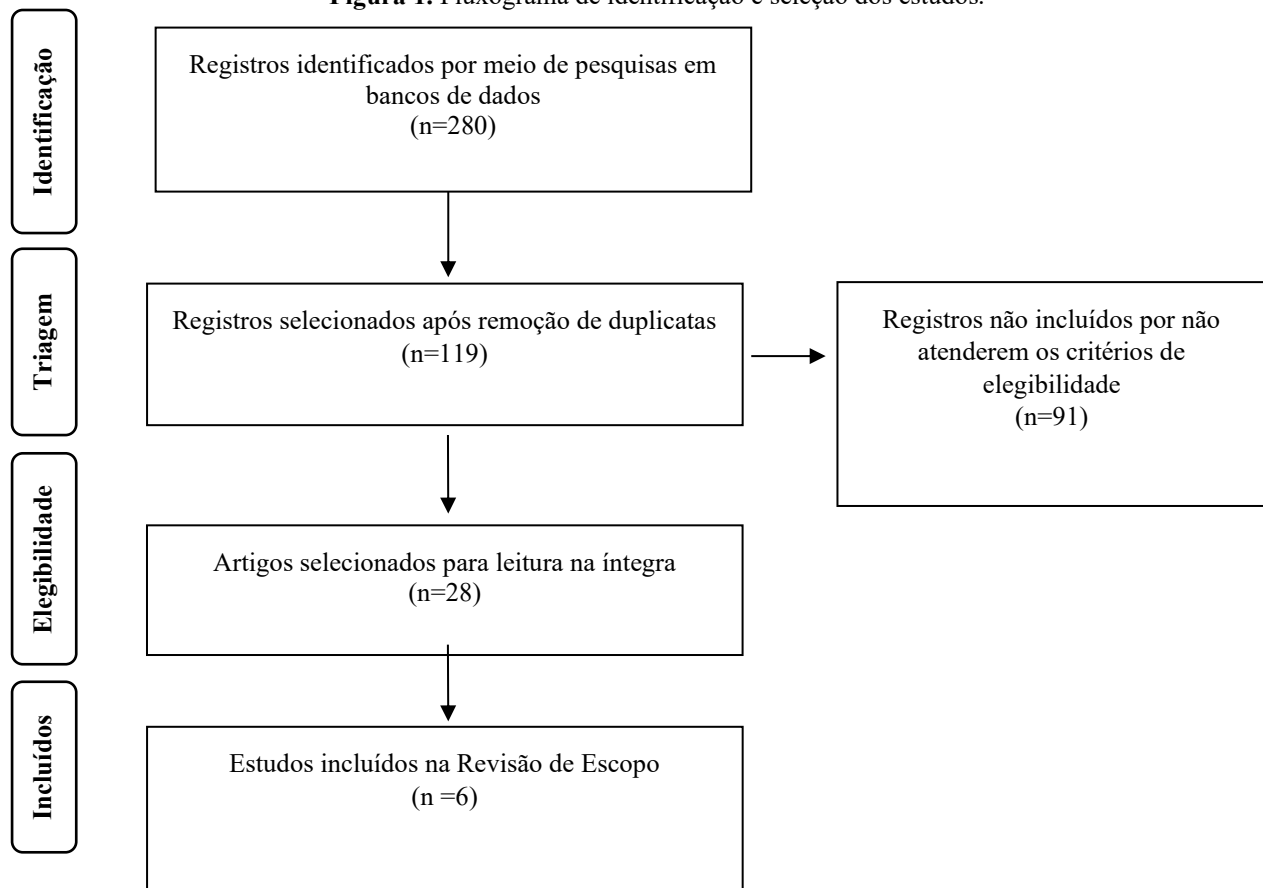 Figura 1. Fluxograma de identificação e seleção dos estudos.
Identificação
Registros identificados por meio de pesquisas em
bancos de dados
(n=280)
Triagem
Registros selecionados após remoção de duplicatas
(n=119)
Registros não incluídos por não
atenderem os critérios de
elegibilidade
(n=91)
Elegibilidade
Artigos selecionados para leitura na íntegra
(n=28)
Incluídos
Estudos incluídos na Revisão de Escopo
(n =6)